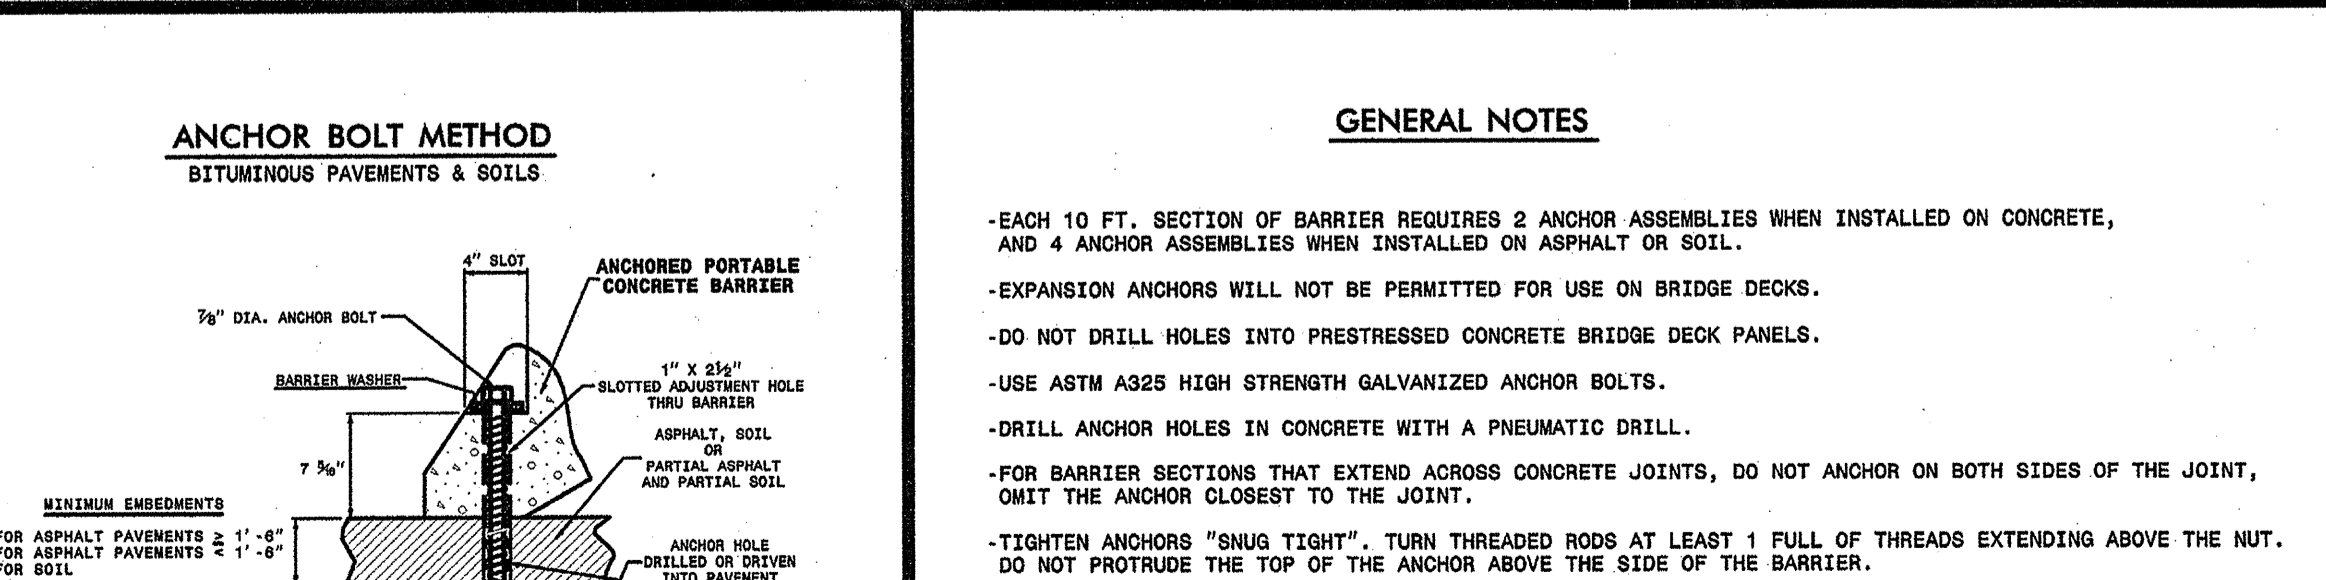 ANCHOR BOLT METHOD
BITUMINOUS PAVEMENTS & SOILS
4" SLOT
ANCHORED PORTABLE
CONCRETE BARRIER
7/8" DIA. ANCHOR BOLT
BARRIER WASHER
1" X 2 1/2"
SLOTTED ADJUSTMENT HOLE
THRU BARRIER
ASPHALT, SOIL
OR
PARTIAL ASPHALT
AND PARTIAL SOIL
7 5/16"
MINIMUM EMBEDMENTS
FOR ASPHALT PAVEMENTS ≥ 1'-6"
FOR ASPHALT PAVEMENTS < 1'-6"
FOR SOIL
ANCHOR HOLE
DRILLED OR DRIVEN
INTO PAVEMENT
GENERAL NOTES
-EACH 10 FT. SECTION OF BARRIER REQUIRES 2 ANCHOR ASSEMBLIES WHEN INSTALLED ON CONCRETE,
AND 4 ANCHOR ASSEMBLIES WHEN INSTALLED ON ASPHALT OR SOIL.
-EXPANSION ANCHORS WILL NOT BE PERMITTED FOR USE ON BRIDGE DECKS.
-DO NOT DRILL HOLES INTO PRESTRESSED CONCRETE BRIDGE DECK PANELS.
-USE ASTM A325 HIGH STRENGTH GALVANIZED ANCHOR BOLTS.
-DRILL ANCHOR HOLES IN CONCRETE WITH A PNEUMATIC DRILL.
-FOR BARRIER SECTIONS THAT EXTEND ACROSS CONCRETE JOINTS, DO NOT ANCHOR ON BOTH SIDES OF THE JOINT,
OMIT THE ANCHOR CLOSEST TO THE JOINT.
-TIGHTEN ANCHORS "SNUG TIGHT". TURN THREADED RODS AT LEAST 1 FULL OF THREADS EXTENDING ABOVE THE NUT.
DO NOT PROTRUDE THE TOP OF THE ANCHOR ABOVE THE SIDE OF THE BARRIER.